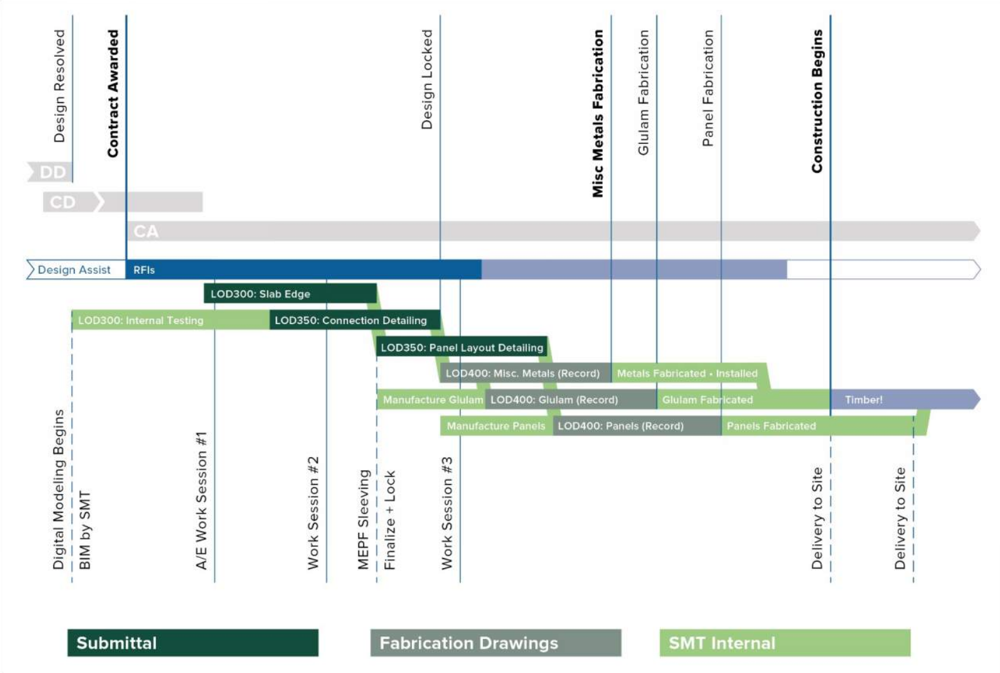 Design Resolved
Contract Awarded
Design Locked
Misc Metals Fabrication
Glulam Fabrication
Panel Fabrication
Construction Begins
DD
CD
CA
Design Assist
RFIs
LOD300: Slab Edge
LOD300: Internal Testing
LOD350: Connection Detailing
LOD350: Panel Layout Detailing
LOD400: Misc. Metals (Record)
Metals Fabricated • Installed
Manufacture Glulam
LOD400: Glulam (Record)
Glulam Fabricated
Timber!
Manufacture Panels
LOD400: Panels (Record)
Panels Fabricated
Digital Modeling Begins
BIM by SMT
A/E Work Session #1
Work Session #2
MEPF Sleeving
Finalize + Lock
Work Session #3
Delivery to Site
Delivery to Site
Submittal
Fabrication Drawings
SMT Internal